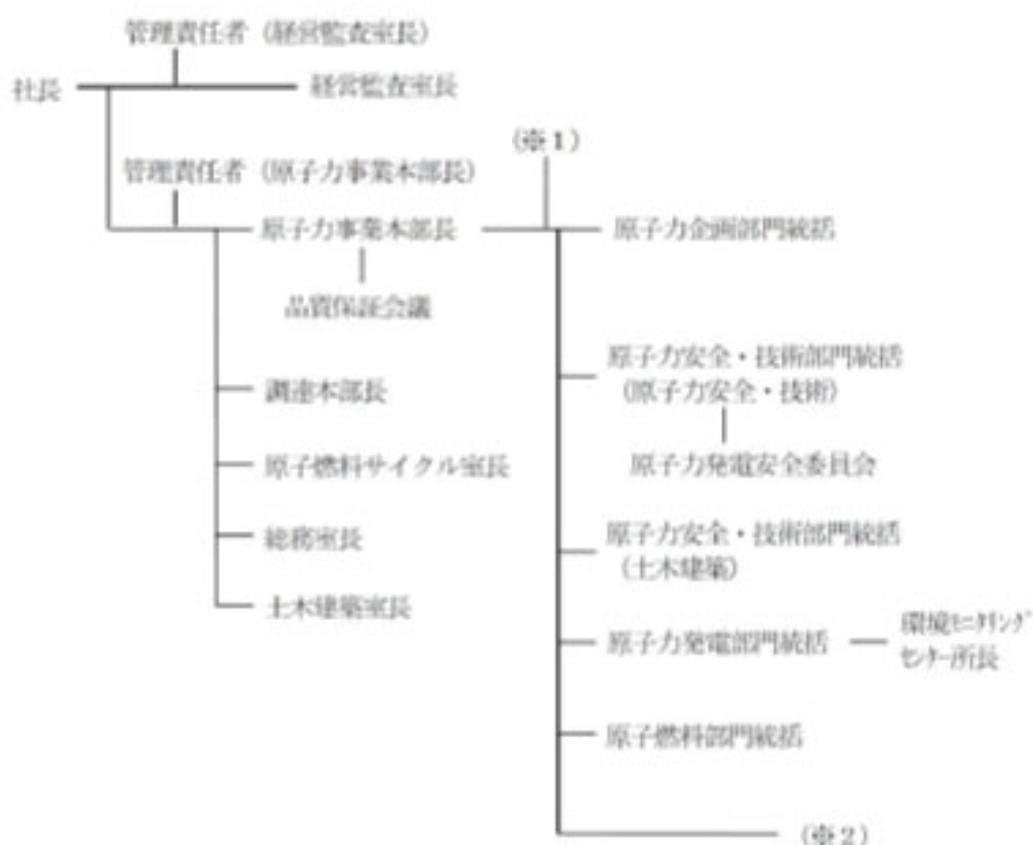 管理責任者（経営監査室長）
社長
経営監査室長
（※１）
管理責任者（原子力事業本部長）
原子力事業本部長
原子力企画部門統括
品質保証会議
原子力安全・技術部門統括
（原子力安全・技術）
調達本部長
原子力発電安全委員会
原子燃料サイクル室長
原子力安全・技術部門統括
（土木建築）
総務室長
土木建築室長
原子力発電部門統括
環境ﾓﾆﾀﾘﾝｸﾞ
ｾﾝﾀｰ所長
原子燃料部門統括
（※２）